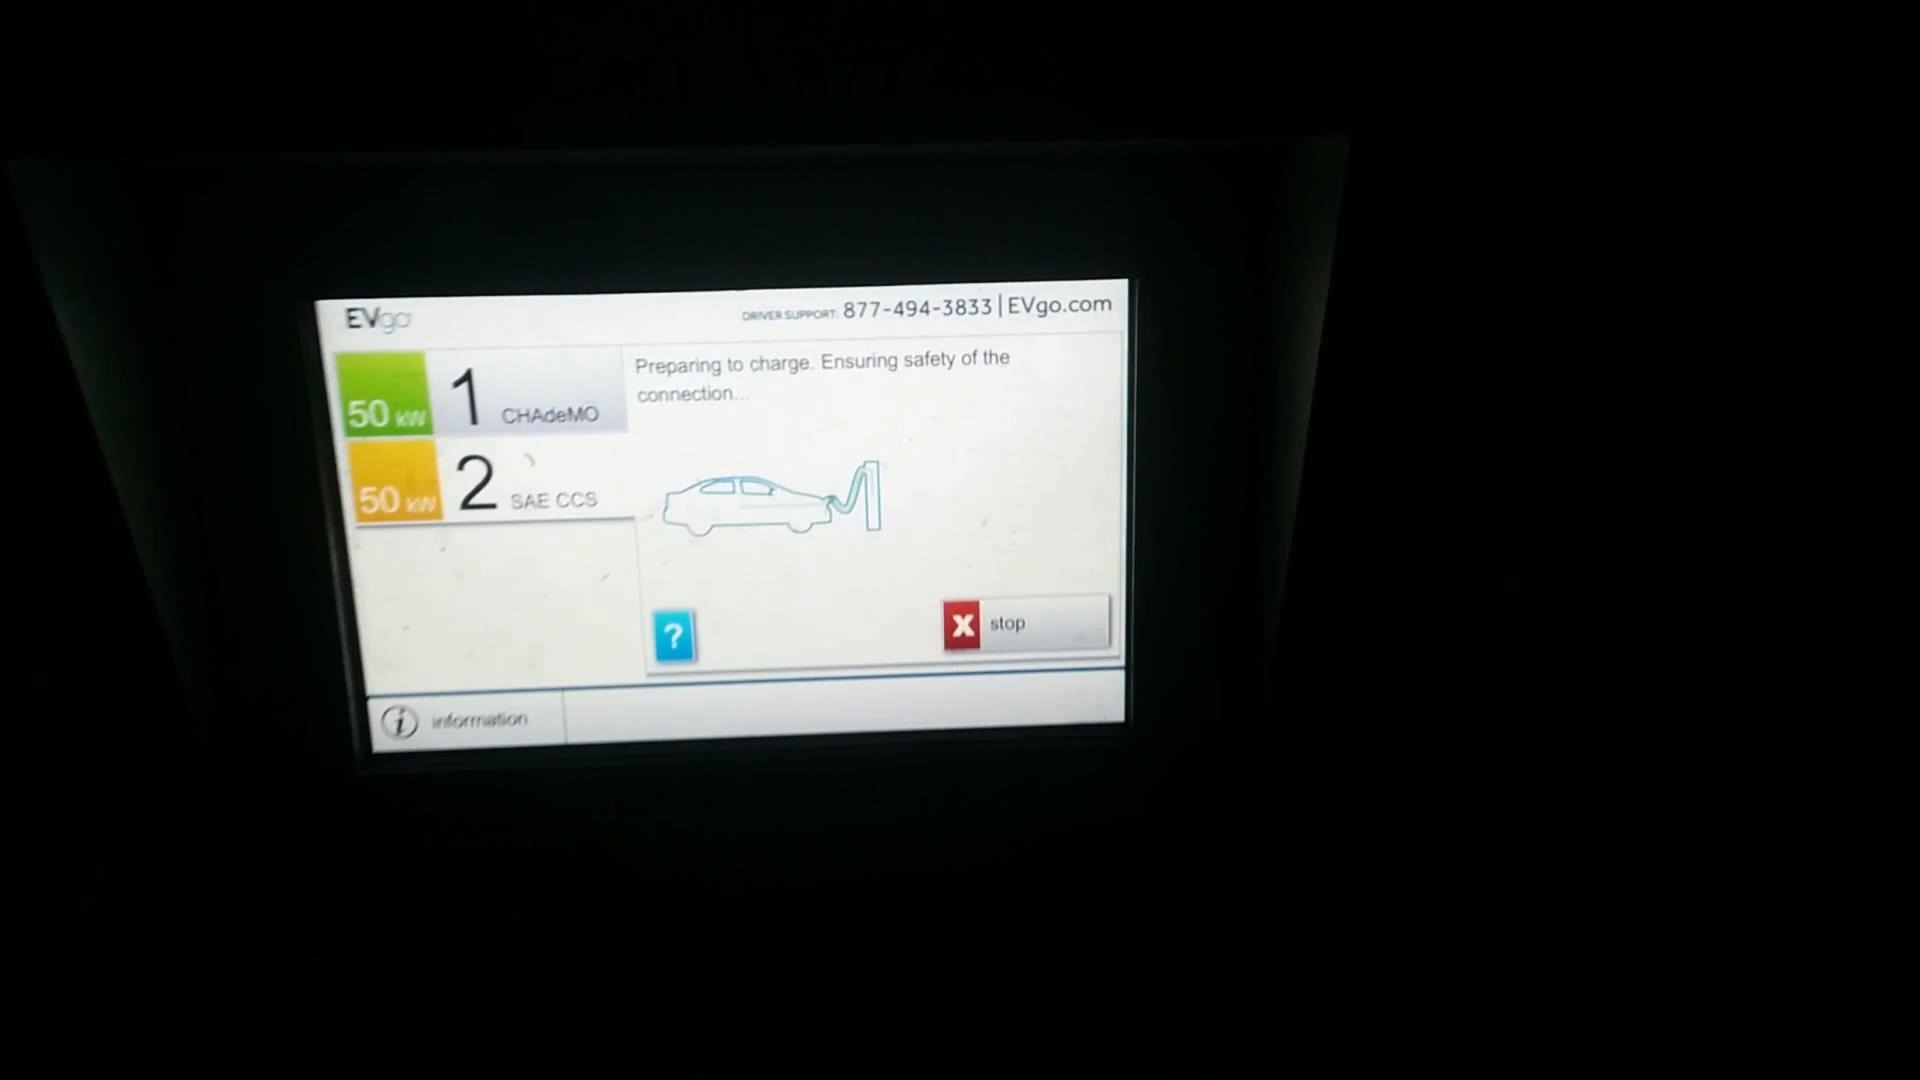 EVgo
DRIVER SUPPORT: 877-494-3833 | EVgo.com
50 kW 1 CHAdeMO
50 kW 2 SAE CCS
Preparing to charge. Ensuring safety of the
connection...
?
X stop
i information